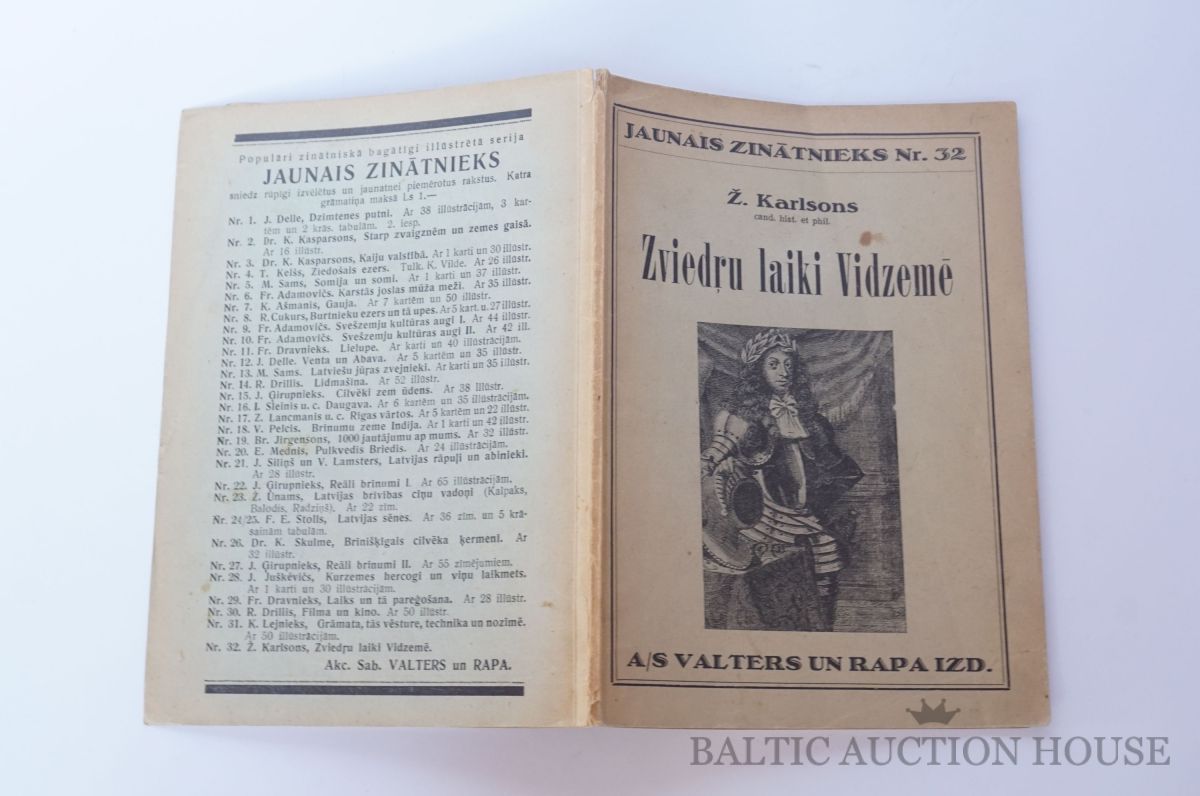 Populāri zinātniskā bagātīgi illūstrētā serija
JAUNAIS ZINĀTNIEKS
sniedz rūpīgi izvēlētus un jaunatnei piemērotus rakstus. Katra
grāmatiņa maksā Ls 1.—
Nr. 1. J. Delle, Dzimtenes putni. Ar 38 illūstrācijām, 3 kar-
tēm un 2 krās. tabulām. 2. iesp.
Nr. 2. Dr. K. Kasparsons, Starp zvaigznēm un zemes gaisā.
Ar 16 illūstr.
Nr. 3. Dr. K. Kasparsons, Kaiju valstībā. Ar 1 karti un 30 illūstr.
Nr. 4. T. Keišs, Ziedošais ezers. Tulk. K. Vilde. Ar 26 illūstr.
Nr. 5. M. Sams, Somija un somi. Ar 1 karti un 37 illūstr.
Nr. 6. Fr. Adamovičs. Karstās joslas mūža meži. Ar 35 illūstr.
Nr. 7. K. Ašmanis, Gauja. Ar 7 kartēm un 50 illūstr.
Nr. 8. R. Cukurs, Burtnieku ezers un tā upes. Ar 5 kart. u. 27 illūstr.
Nr. 9. Fr. Adamovičs. Svešzemju kultūras augi I. Ar 44 illūstr.
Nr. 10. Fr. Adamovičs. Svešzemju kultūras augi II. Ar 42 ill.
Nr. 11. Fr. Dravnieks. Lielupe. Ar karti un 40 illūstrācijām.
Nr. 12. J. Delle. Venta un Abava. Ar 5 kartēm un 35 illūstr.
Nr. 13. M. Sams. Latviešu jūŗas zvejnieki. Ar karti un 35 illūstr.
Nr. 14. R. Drillis. Lidmašīna. Ar 52 illūstr.
Nr. 15. J. Ģirupnieks. Cilvēki zem ūdens. Ar 38 illūstr.
Nr. 16. I. Sleinis u. c. Daugava. Ar 6 kartēm un 35 illūstrācijām.
Nr. 17. Z. Lancmanis u. c. Rīgas vārtos. Ar 5 kartēm un 22 illūstr.
Nr. 18. V. Pelcis. Brīnumu zeme Indija. Ar 1 karti un 42 illūstr.
Nr. 19. Br. Jirgensons, 1000 jautājumu ap mums. Ar 32 illūstr.
Nr. 20. E. Mednis, Pulkvedis Briedis. Ar 24 illūstrācijām.
Nr. 21. J. Siliņš un V. Lamsters, Latvijas rāpuļi un abinieki.
Ar 28 illūstr.
Nr. 22. J. Ģirupnieks, Reāli brīnumi I. Ar 65 illūstrācijām.
Nr. 23. Ž. Ūnams, Latvijas brīvības cīņu vadoņi (Kalpaks,
Balodis, Radziņš). Ar 22 zīm.
Nr. 24/25. F. E. Stolls, Latvijas sēnes. Ar 36 zīm. un 5 krā-
sainām tabulām.
Nr. 26. Dr. K. Skulme, Brīnišķīgais cilvēka ķermeni. Ar
32 illūstr.
Nr. 27. J. Ģirupnieks, Reāli brīnumi II. Ar 55 zīmējumiem.
Nr. 28. J. Juškēvičs, Kurzemes hercogi un viņu laikmets.
Ar 1 karti un 30 illūstrācijām.
Nr. 29. Fr. Dravnieks, Laiks un tā pareģošana. Ar 28 illūstr.
Nr. 30. R. Drillis, Filma un kino. Ar 50 illūstr.
Nr. 31. K. Lejnieks, Grāmata, tās vēsture, technika un nozīme.
Ar 50 illūstrācijām.
Nr. 32. Ž. Karlsons, Zviedŗu laiki Vidzemē.
Akc. Sab. VALTERS un RAPA.
JAUNAIS ZINĀTNIEKS Nr. 32
Ž. Karlsons
cand. hist. et phil.
Zviedŗu laiki Vidzemē
A/S VALTERS UN RAPA IZD.
BALTIC AUCTION HOUSE